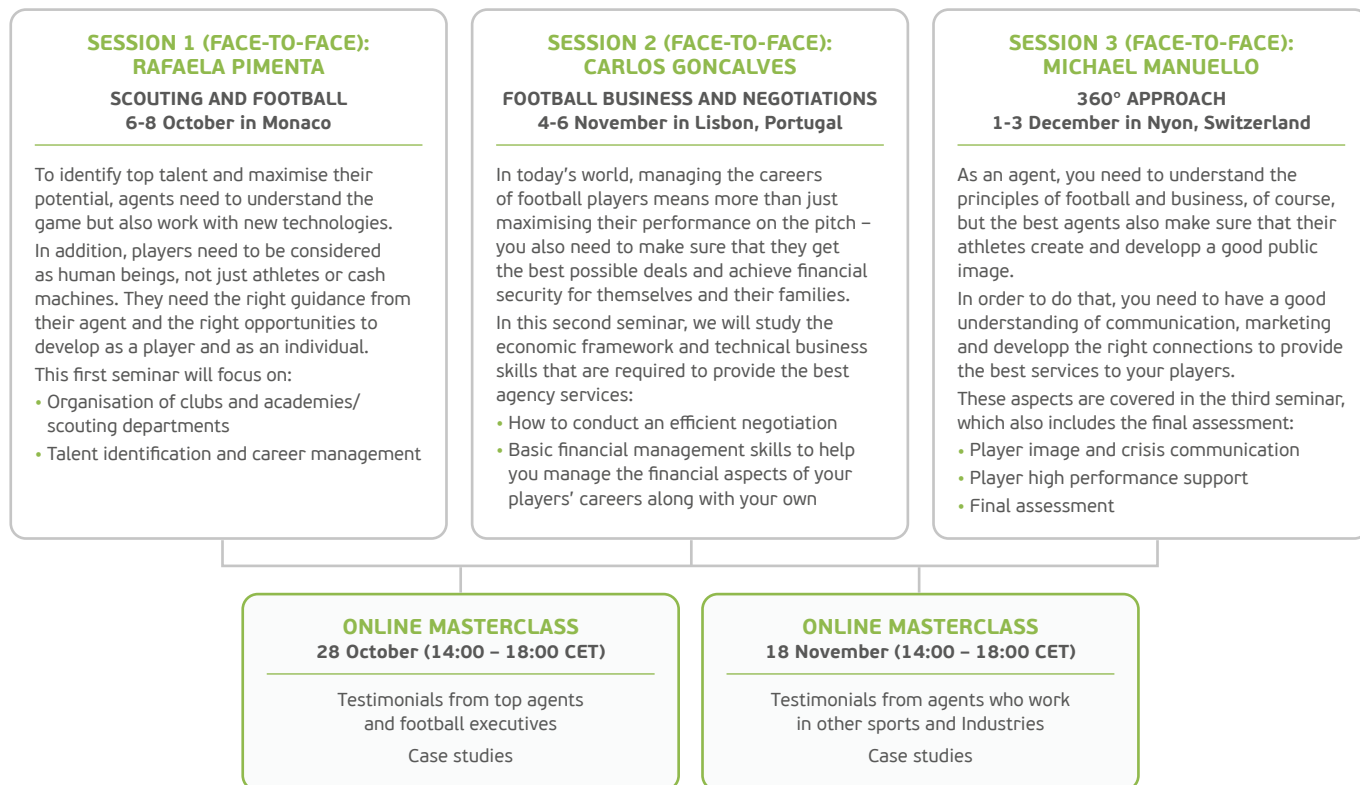 SESSION 1 (FACE-TO-FACE):
RAFAELA PIMENTA
SCOUTING AND FOOTBALL
6-8 October in Monaco
To identify top talent and maximise their
potential, agents need to understand the
game but also work with new technologies.
In addition, players need to be considered
as human beings, not just athletes or cash
machines. They need the right guidance from
their agent and the right opportunities to
develop as a player and as an individual.
This first seminar will focus on:
• Organisation of clubs and academies/
scouting departments
• Talent identification and career management
SESSION 2 (FACE-TO-FACE):
CARLOS GONCALVES
FOOTBALL BUSINESS AND NEGOTIATIONS
4-6 November in Lisbon, Portugal
In today's world, managing the careers
of football players means more than just
maximising their performance on the pitch –
you also need to make sure that they get
the best possible deals and achieve financial
security for themselves and their families.
In this second seminar, we will study the
economic framework and technical business
skills that are required to provide the best
agency services:
• How to conduct an efficient negotiation
• Basic financial management skills to help
you manage the financial aspects of your
players' careers along with your own
SESSION 3 (FACE-TO-FACE):
MICHAEL MANUELLO
360° APPROACH
1-3 December in Nyon, Switzerland
As an agent, you need to understand the
principles of football and business, of course,
but the best agents also make sure that their
athletes create and developp a good public
image.
In order to do that, you need to have a good
understanding of communication, marketing
and developp the right connections to provide
the best services to your players.
These aspects are covered in the third seminar,
which also includes the final assessment:
• Player image and crisis communication
• Player high performance support
• Final assessment
ONLINE MASTERCLASS
28 October (14:00 – 18:00 CET)
Testimonials from top agents
and football executives
Case studies
ONLINE MASTERCLASS
18 November (14:00 – 18:00 CET)
Testimonials from agents who work
in other sports and Industries
Case studies